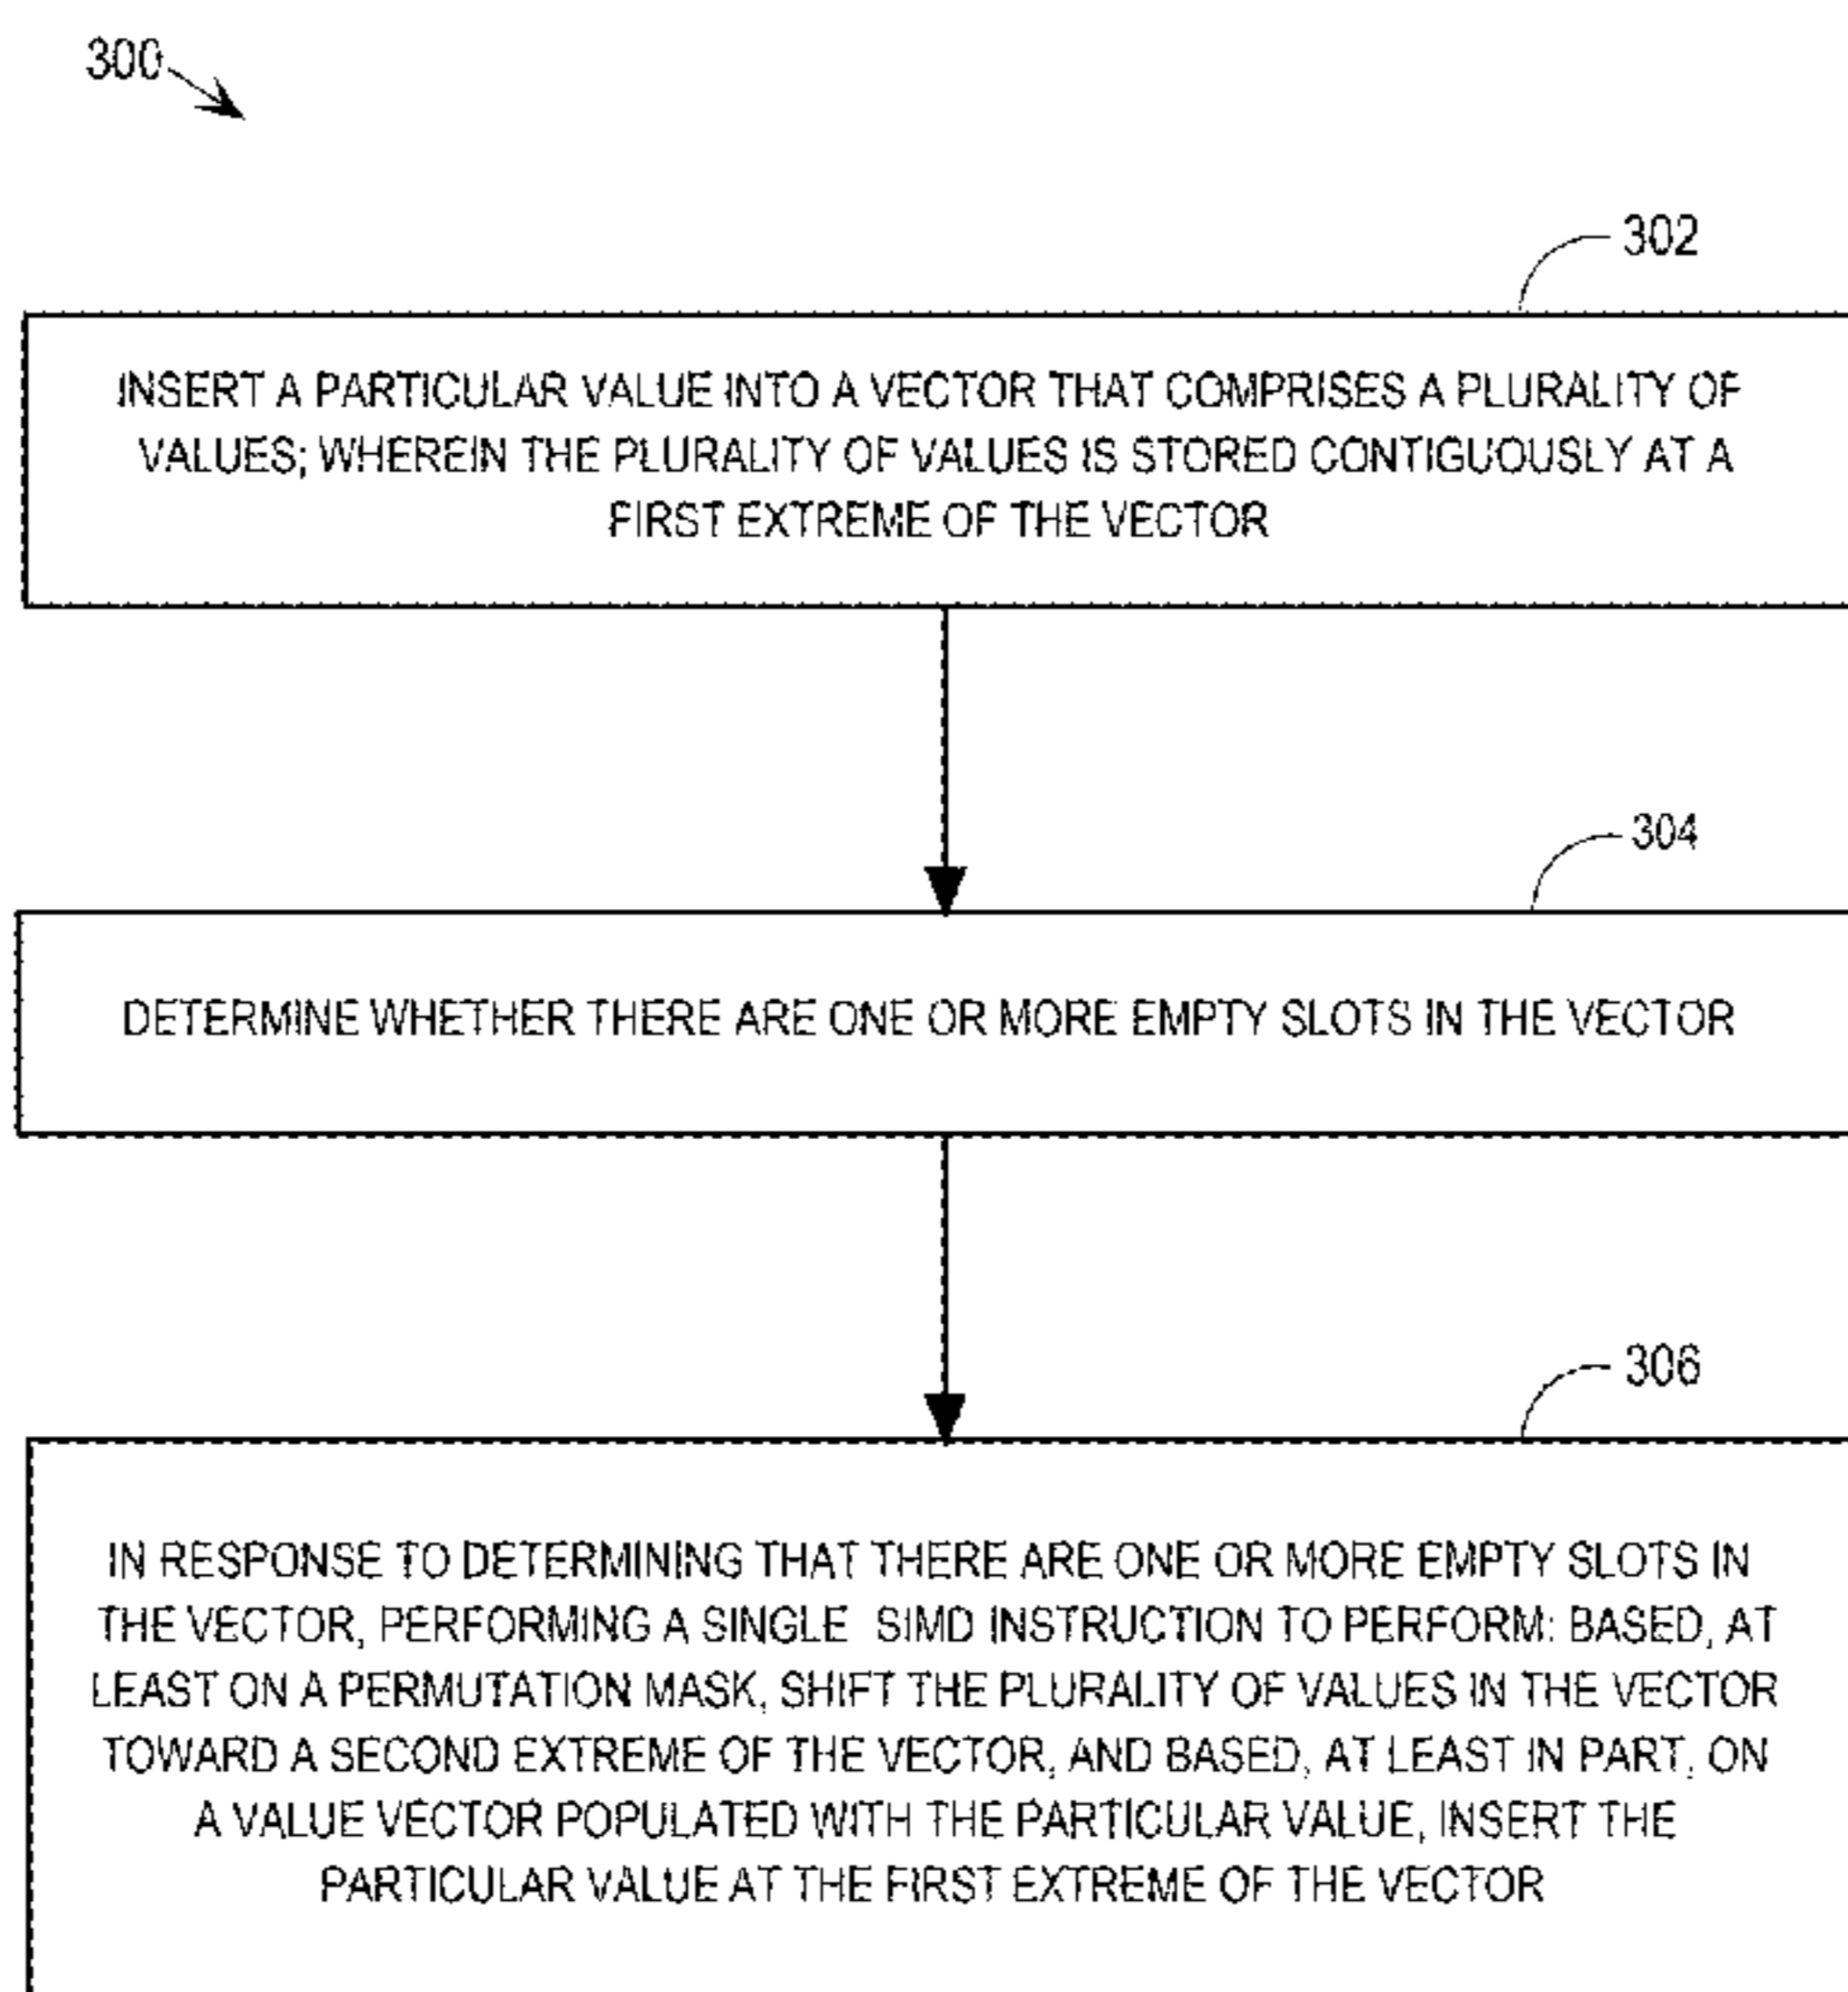 300
302
INSERT A PARTICULAR VALUE INTO A VECTOR THAT COMPRISES A PLURALITY OF
VALUES; WHEREIN THE PLURALITY OF VALUES IS STORED CONTIGUOUSLY AT A
FIRST EXTREME OF THE VECTOR
304
DETERMINE WHETHER THERE ARE ONE OR MORE EMPTY SLOTS IN THE VECTOR
306
IN RESPONSE TO DETERMINING THAT THERE ARE ONE OR MORE EMPTY SLOTS IN
THE VECTOR, PERFORMING A SINGLE SIMD INSTRUCTION TO PERFORM: BASED, AT
LEAST ON A PERMUTATION MASK, SHIFT THE PLURALITY OF VALUES IN THE VECTOR
TOWARD A SECOND EXTREME OF THE VECTOR, AND BASED, AT LEAST IN PART, ON
A VALUE VECTOR POPULATED WITH THE PARTICULAR VALUE, INSERT THE
PARTICULAR VALUE AT THE FIRST EXTREME OF THE VECTOR